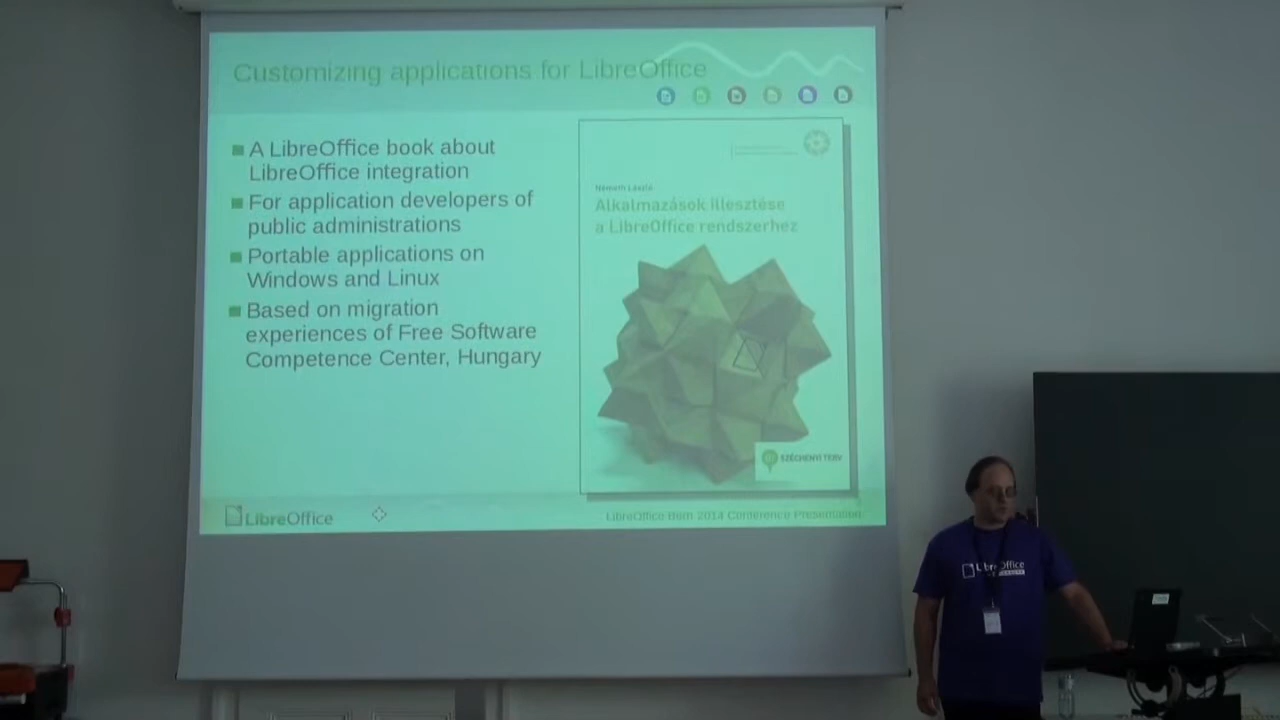 Customizing applications for LibreOffice
A LibreOffice book about
LibreOffice integration
For application developers of
public administrations
Portable applications on
Windows and Linux
Based on migration
experiences of Free Software
Competence Center, Hungary
Németh László
Alkalmazások illesztése
a LibreOffice rendszerhez
SZÉCHENYI TERV
LibreOffice
LibreOffice Bern 2014 Conference Presentation
LibreOffice